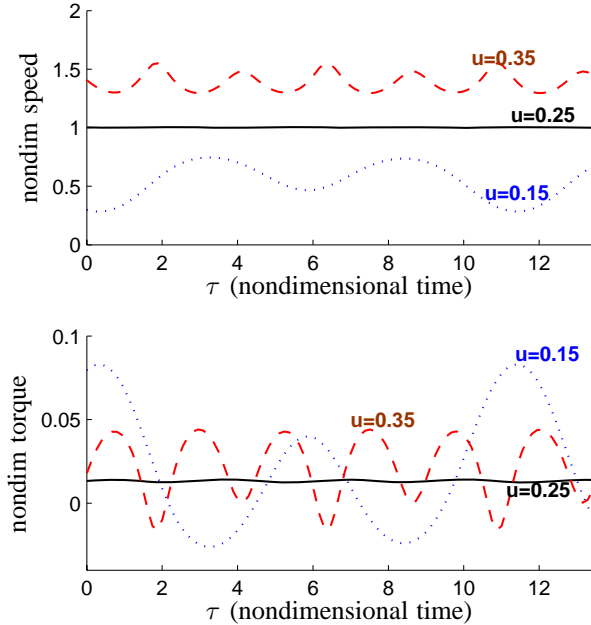 2
u=0.35
1.5
u=0.25
1
0.5
u=0.15
0
0 2 4 6 8 10 12
nondim speed
τ (nondimensional time)
0.1
u=0.15
u=0.35
0.05
u=0.25
0
0 2 4 6 8 10 12
nondim torque
τ (nondimensional time)